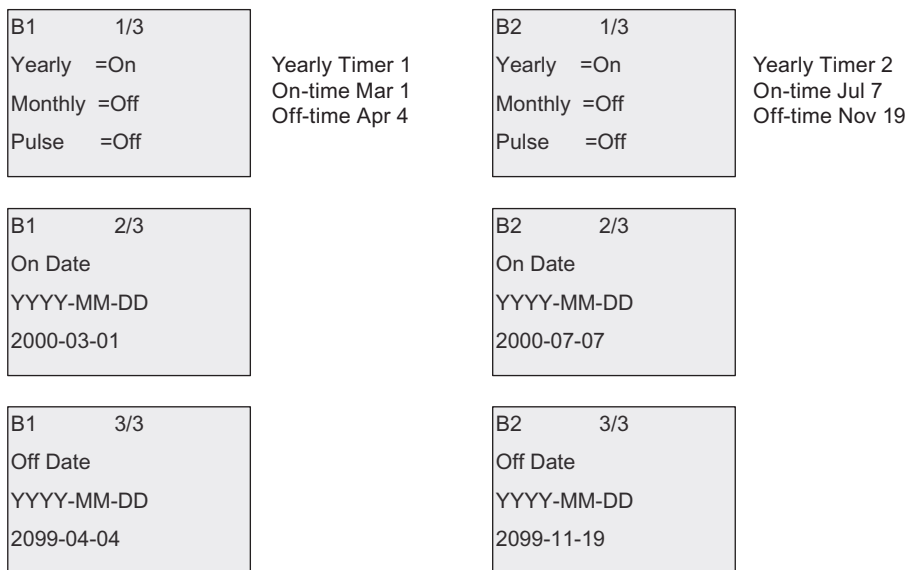 B1 1/3
Yearly =On
Monthly =Off
Pulse =Off
Yearly Timer 1
On-time Mar 1
Off-time Apr 4
B2 1/3
Yearly =On
Monthly =Off
Pulse =Off
Yearly Timer 2
On-time Jul 7
Off-time Nov 19
B1 2/3
On Date
YYYY-MM-DD
2000-03-01
B2 2/3
On Date
YYYY-MM-DD
2000-07-07
B1 3/3
Off Date
YYYY-MM-DD
2099-04-04
B2 3/3
Off Date
YYYY-MM-DD
2099-11-19